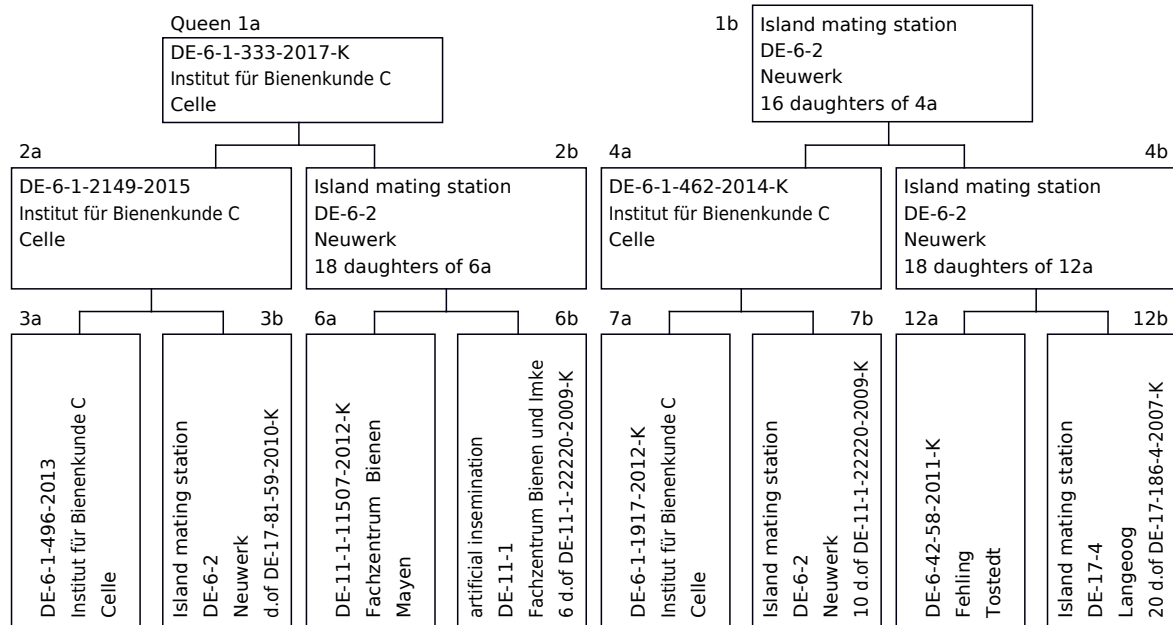 Queen 1a
DE-6-1-333-2017-K
Institut für Bienenkunde C
Celle
1b
Island mating station
DE-6-2
Neuwerk
16 daughters of 4a
2a
DE-6-1-2149-2015
Institut für Bienenkunde C
Celle
2b
Island mating station
DE-6-2
Neuwerk
18 daughters of 6a
4a
DE-6-1-462-2014-K
Institut für Bienenkunde C
Celle
4b
Island mating station
DE-6-2
Neuwerk
18 daughters of 12a
3a
DE-6-1-496-2013
Institut für Bienenkunde C
Celle
3b
Island mating station
DE-6-2
Neuwerk
d.of DE-17-81-59-2010-K
6a
DE-11-1-11507-2012-K
Fachzentrum Bienen
Mayen
6b
artificial insemination
DE-11-1
Fachzentrum Bienen und Imke
6 d.of DE-11-1-22220-2009-K
7a
DE-6-1-1917-2012-K
Institut für Bienenkunde C
Celle
7b
Island mating station
DE-6-2
Neuwerk
10 d.of DE-11-1-22220-2009-K
12a
DE-6-42-58-2011-K
Fehling
Tostedt
12b
Island mating station
DE-17-4
Langeoog
20 d.of DE-17-186-4-2007-K